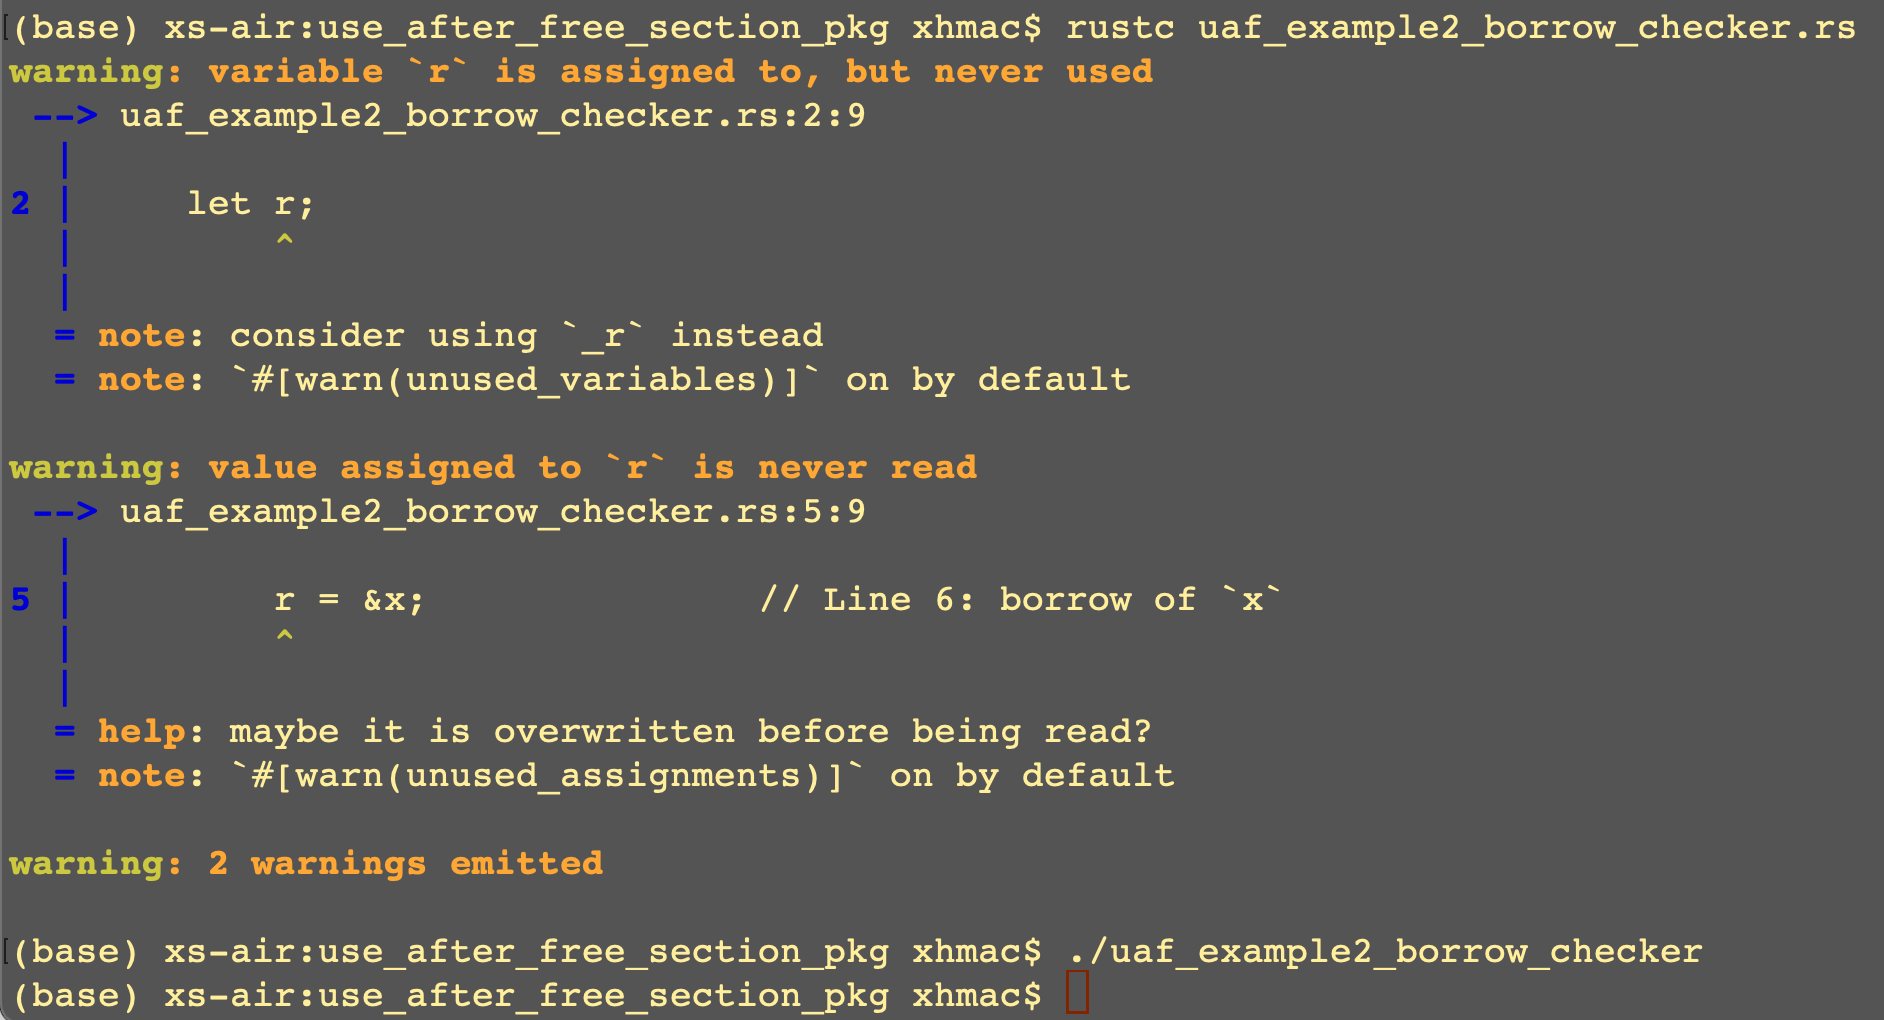 (base) xs-air:use_after_free_section_pkg xhmac$ rustc uaf_example2_borrow_checker.rs
warning: variable `r` is assigned to, but never used
 --> uaf_example2_borrow_checker.rs:2:9
  |
2 |     let r;
  |         ^
  |
  = note: consider using `_r` instead
  = note: `#[warn(unused_variables)]` on by default
warning: value assigned to `r` is never read
 --> uaf_example2_borrow_checker.rs:5:9
  |
5 |         r = &x;               // Line 6: borrow of `x`
  |         ^
  |
  = help: maybe it is overwritten before being read?
  = note: `#[warn(unused_assignments)]` on by default
warning: 2 warnings emitted
(base) xs-air:use_after_free_section_pkg xhmac$ ./uaf_example2_borrow_checker
(base) xs-air:use_after_free_section_pkg xhmac$